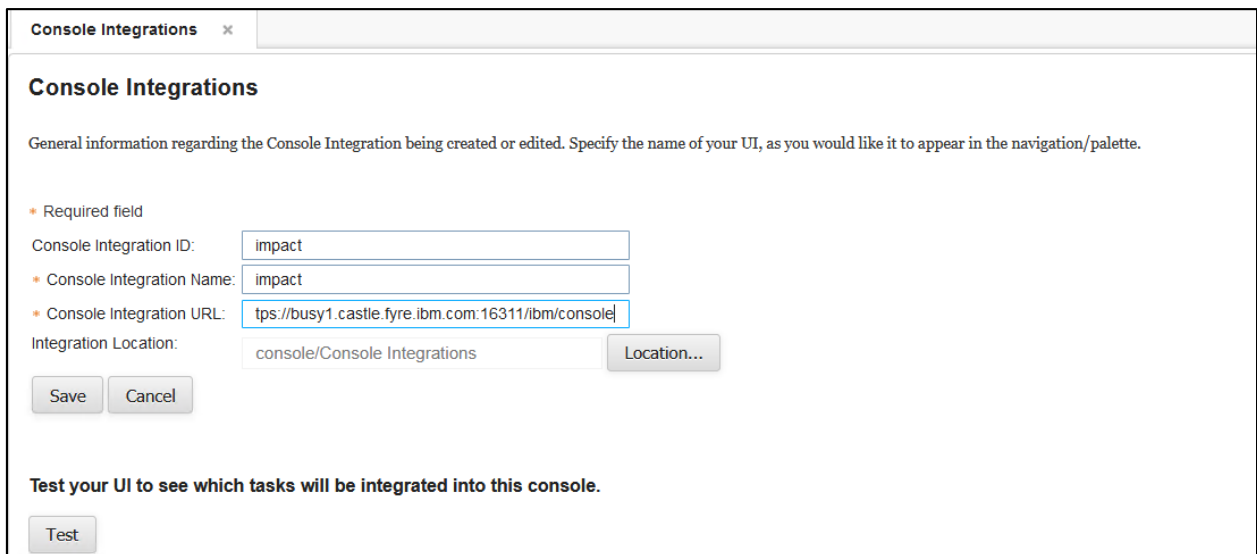 Console Integrations ×
Console Integrations
General information regarding the Console Integration being created or edited. Specify the name of your UI, as you would like it to appear in the navigation/palette.
* Required field
Console Integration ID: impact
* Console Integration Name: impact
* Console Integration URL: tps://busy1.castle.fyre.ibm.com:16311/ibm/console
Integration Location: console/Console Integrations Location...
Save Cancel
Test your UI to see which tasks will be integrated into this console.
Test